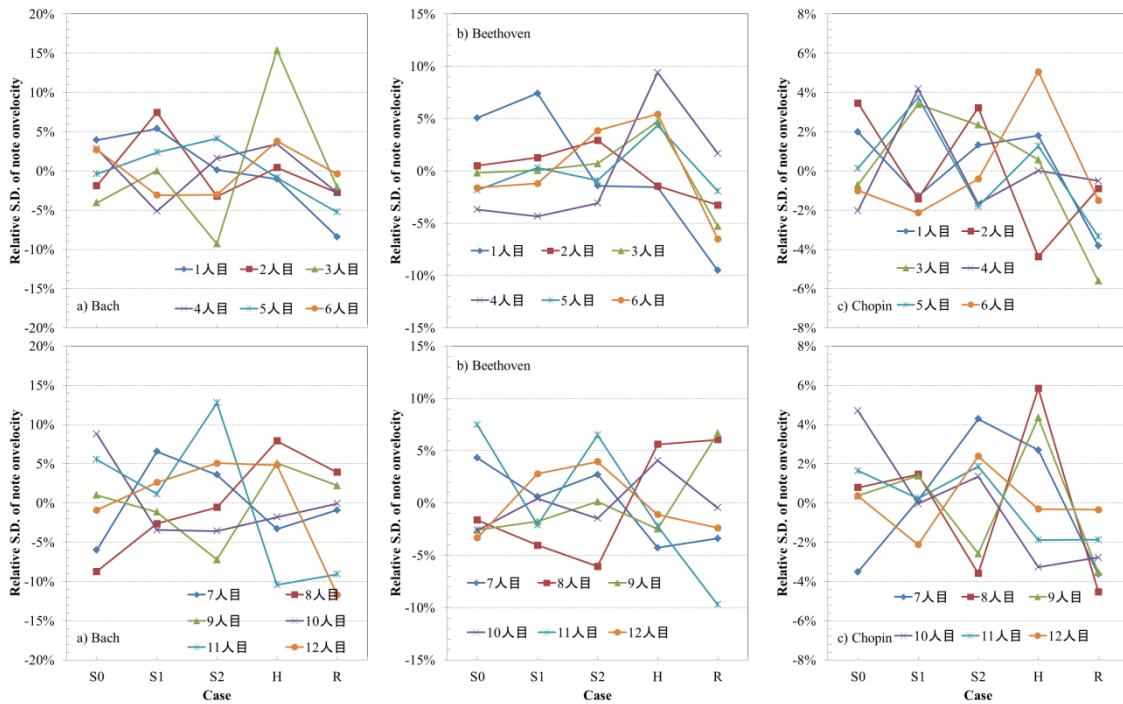 20%
15%
10%
5%
0%
-5%
-10%
-15%
-20%
Relative S.D. of note onvelocity
1人目 2人目 3人目
4人目 5人目 6人目
a) Bach
15%
10%
5%
0%
-5%
-10%
-15%
Relative S.D. of note onvelocity
b) Beethoven
1人目 2人目 3人目
4人目 5人目 6人目
8%
6%
4%
2%
0%
-2%
-4%
-6%
-8%
Relative S.D. of note onvelocity
1人目 2人目
3人目 4人目
5人目 6人目
c) Chopin
20%
15%
10%
5%
0%
-5%
-10%
-15%
-20%
Relative S.D. of note onvelocity
7人目 8人目
9人目 10人目
11人目 12人目
a) Bach
S0 S1 S2 H R
Case
15%
10%
5%
0%
-5%
-10%
-15%
Relative S.D. of note onvelocity
b) Beethoven
7人目 8人目 9人目
10人目 11人目 12人目
S0 S1 S2 H R
Case
8%
6%
4%
2%
0%
-2%
-4%
-6%
-8%
Relative S.D. of note onvelocity
7人目 8人目 9人目
10人目 11人目 12人目
c) Chopin
S0 S1 S2 H R
Case